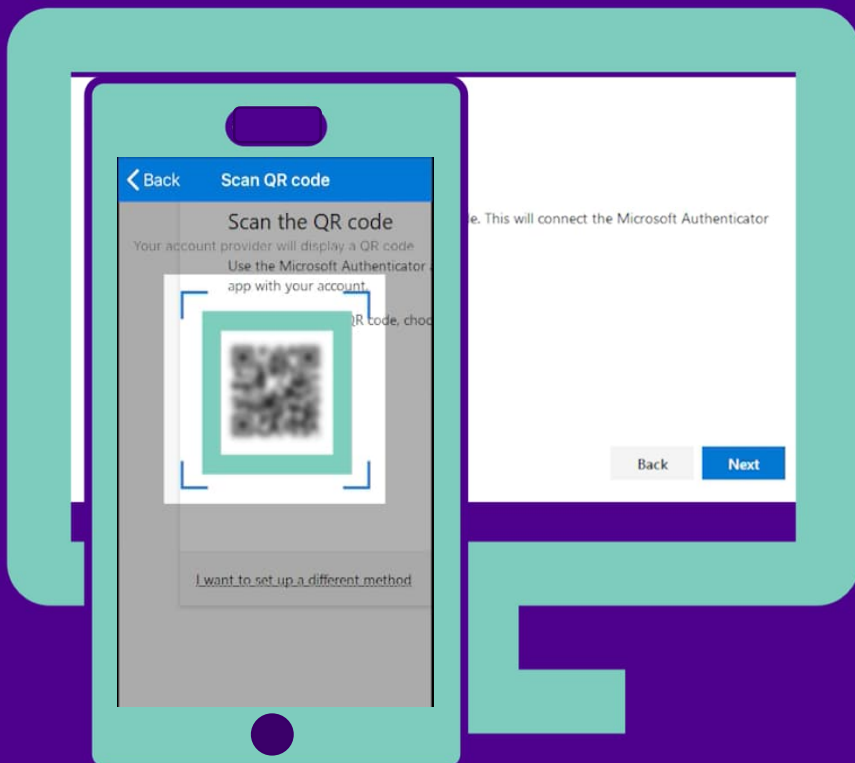 Back
Scan QR code
Scan the QR code
Your account provider will display a QR code
e. This will connect the Microsoft Authenticator
Use the Microsoft Authenticator
app with your account.
QR code, choo
Back
Next
I want to set up a different method